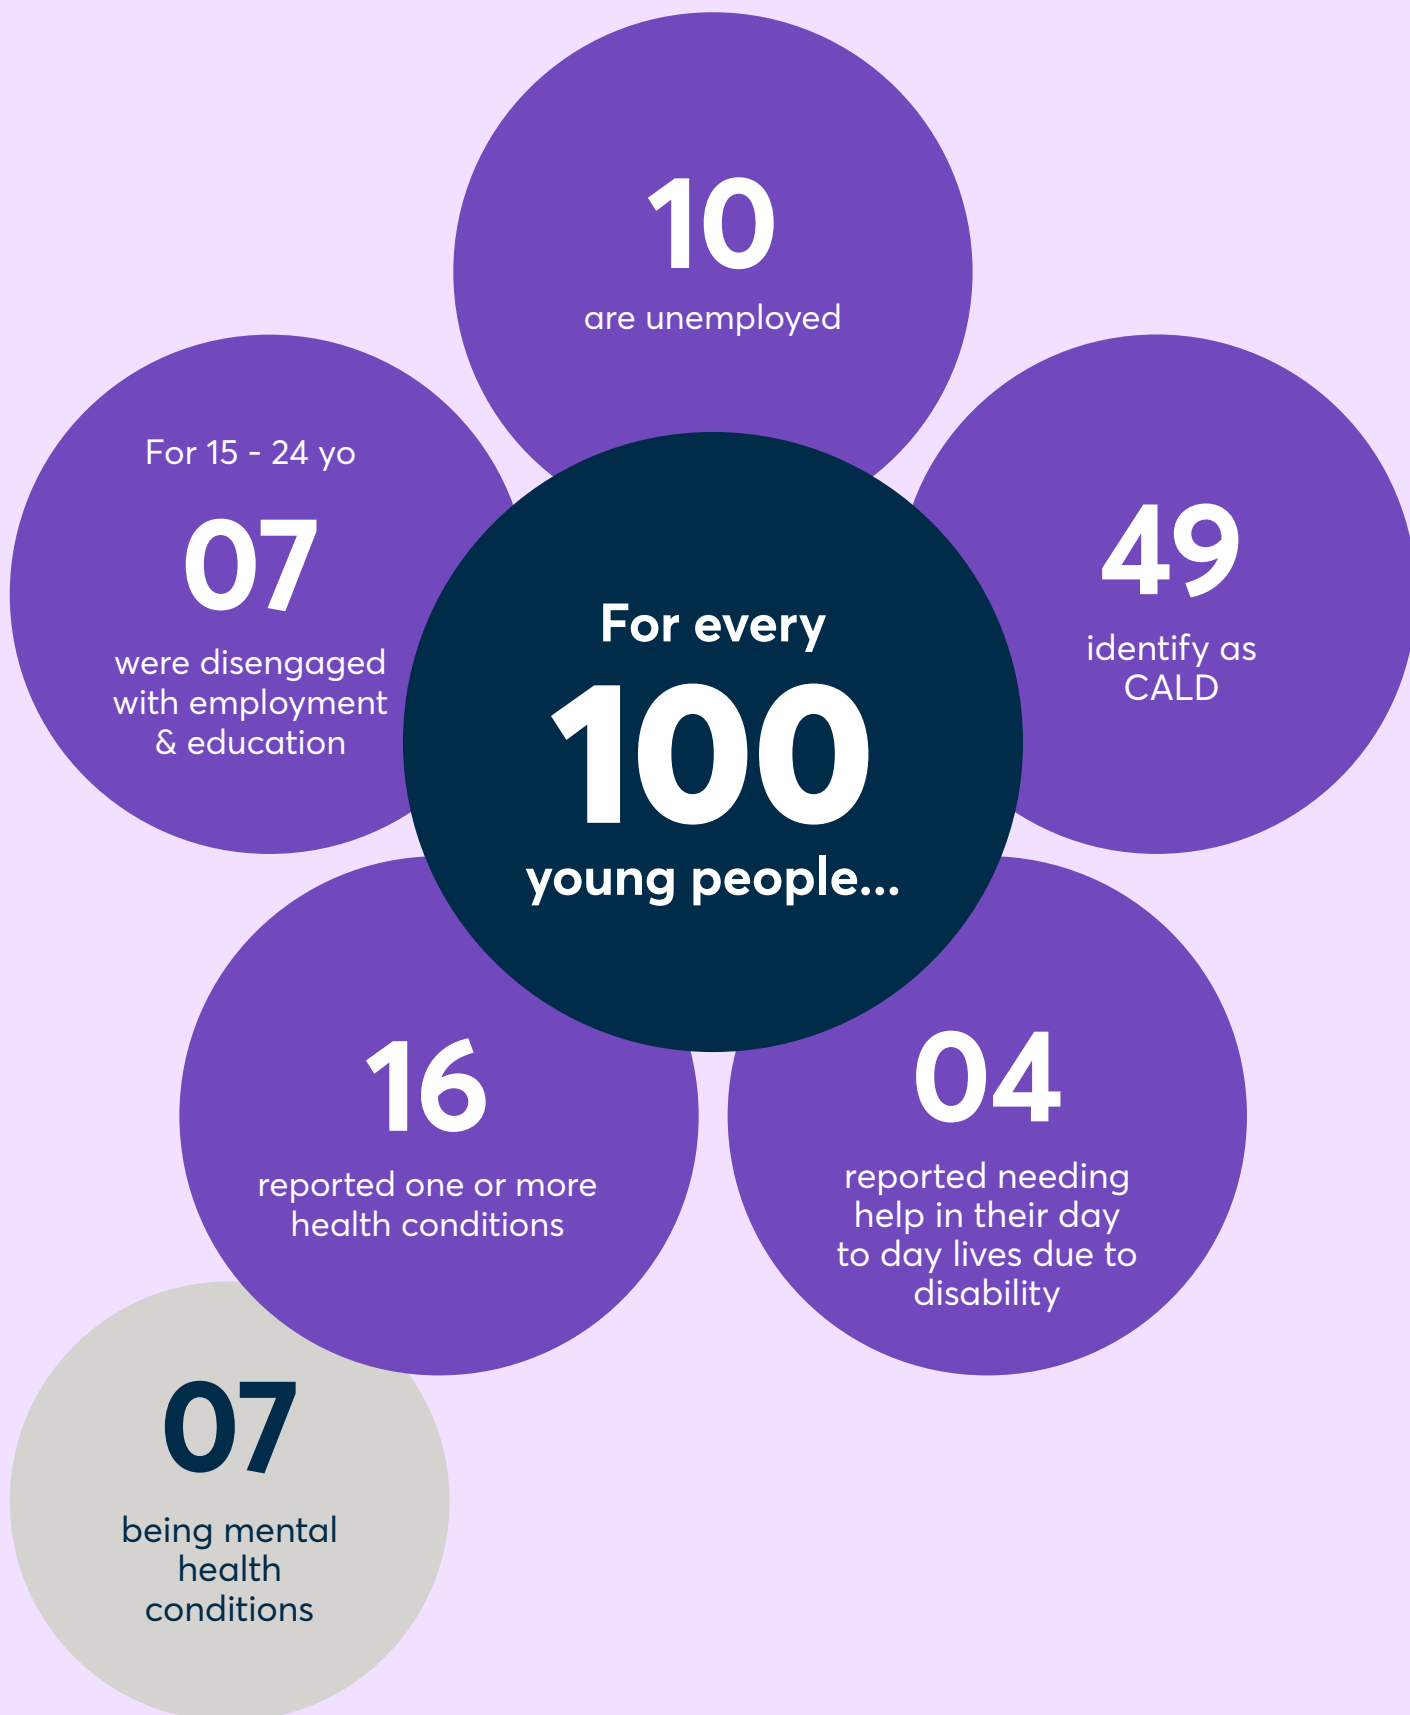 10
are unemployed
For 15 - 24 yo
07
were disengaged
with employment
& education
For every
100
young people...
49
identify as
CALD
16
reported one or more
health conditions
04
reported needing
help in their day
to day lives due to
disability
07
being mental
health
conditions